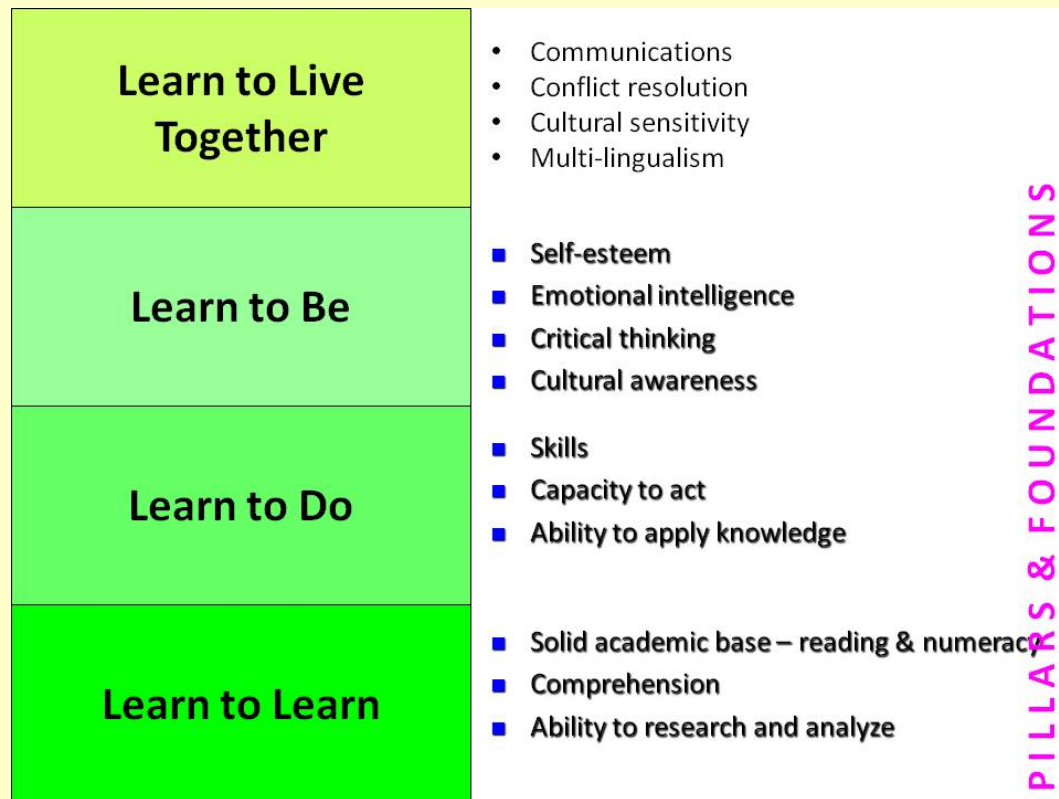 Learn to Live
Together
• Communications
• Conflict resolution
• Cultural sensitivity
• Multi-lingualism
Learn to Be
■ Self-esteem
■ Emotional intelligence
■ Critical thinking
■ Cultural awareness
Learn to Do
■ Skills
■ Capacity to act
■ Ability to apply knowledge
Learn to Learn
■ Solid academic base – reading & numeracy
■ Comprehension
■ Ability to research and analyze
PILLARS & FOUNDATIONS